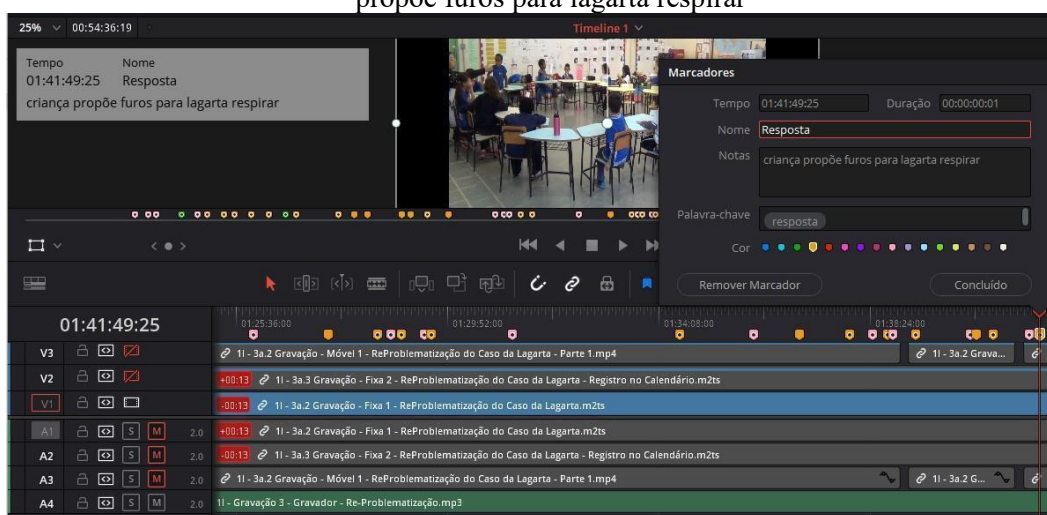 propõe furos para lagarta respirar
25% 00:54:36:19 Timeline 1
Tempo Nome
01:41:49:25 Resposta
criança propõe furos para lagarta respirar
Marcadores
Tempo 01:41:49:25 Duração 00:00:00:01
Nome Resposta
Notas criança propõe furos para lagarta respirar
Palavra-chave resposta
Cor
Remover Marcador Concluído
01:41:49:25 01:25:36:00 01:29:52:00 01:34:08:00 01:38:24:00
V3 1I - 3a.2 Gravação - Móvel 1 - ReProblematização do Caso da Lagarta - Parte 1.mp4 1I - 3a.2 Grava...
V2 +00:13 1I - 3a.3 Gravação - Fixa 2 - ReProblematização do Caso da Lagarta - Registro no Calendário.m2ts
V1 -00:13 1I - 3a.2 Gravação - Fixa 1 - ReProblematização do Caso da Lagarta.m2ts
A1 S M 2.0 +00:13 1I - 3a.2 Gravação - Fixa 1 - ReProblematização do Caso da Lagarta.m2ts
A2 S M 2.0 -00:13 1I - 3a.3 Gravação - Fixa 2 - ReProblematização do Caso da Lagarta - Registro no Calendário.m2ts
A3 S M 2.0 1I - 3a.2 Gravação - Móvel 1 - ReProblematização do Caso da Lagarta - Parte 1.mp4 1I - 3a.2 G...
A4 S M 2.0 1I - Gravação 3 - Gravador - Re-Problematização.mp3